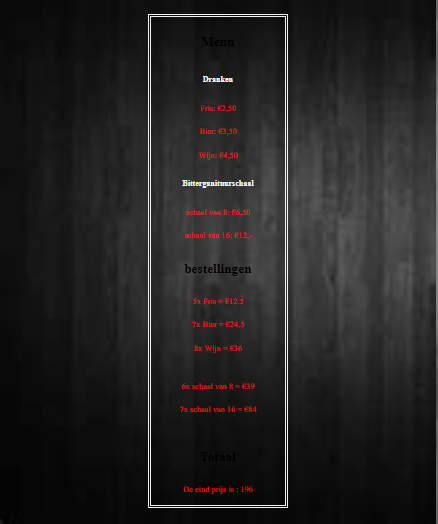 Menu
Dranken
Fris: €2,50
Bier: €3,50
Wijn: €4,50
Bittergarnituurschaal
schaal van 8: €6,50
schaal van 16: €12,-
bestellingen
5x Fris = €12.5
7x Bier = €24.5
8x Wijn = €36
6x schaal van 8 = €39
7x schaal van 16 = €84
Totaal
De eind prijs is : 196